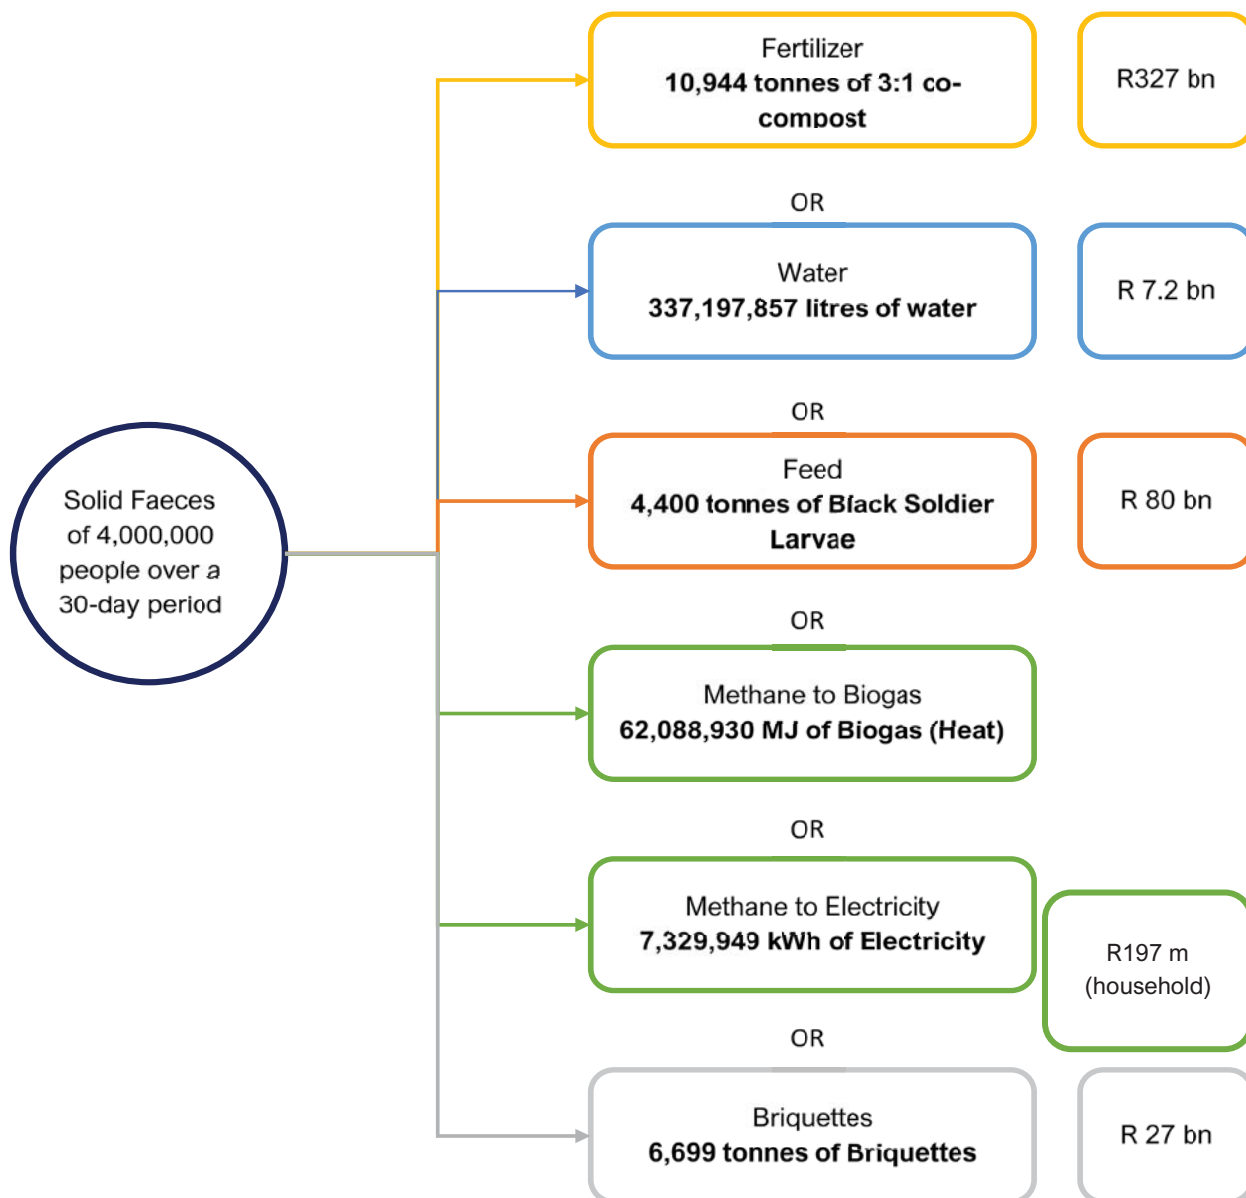 Fertilizer
10,944 tonnes of 3:1 co-
compost
R327 bn
OR
Water
337,197,857 litres of water
R 7.2 bn
OR
Feed
4,400 tonnes of Black Soldier
Larvae
R 80 bn
Solid Faeces
of 4,000,000
people over a
30-day period
OR
Methane to Biogas
62,088,930 MJ of Biogas (Heat)
OR
Methane to Electricity
7,329,949 kWh of Electricity
R197 m
(household)
OR
Briquettes
6,699 tonnes of Briquettes
R 27 bn